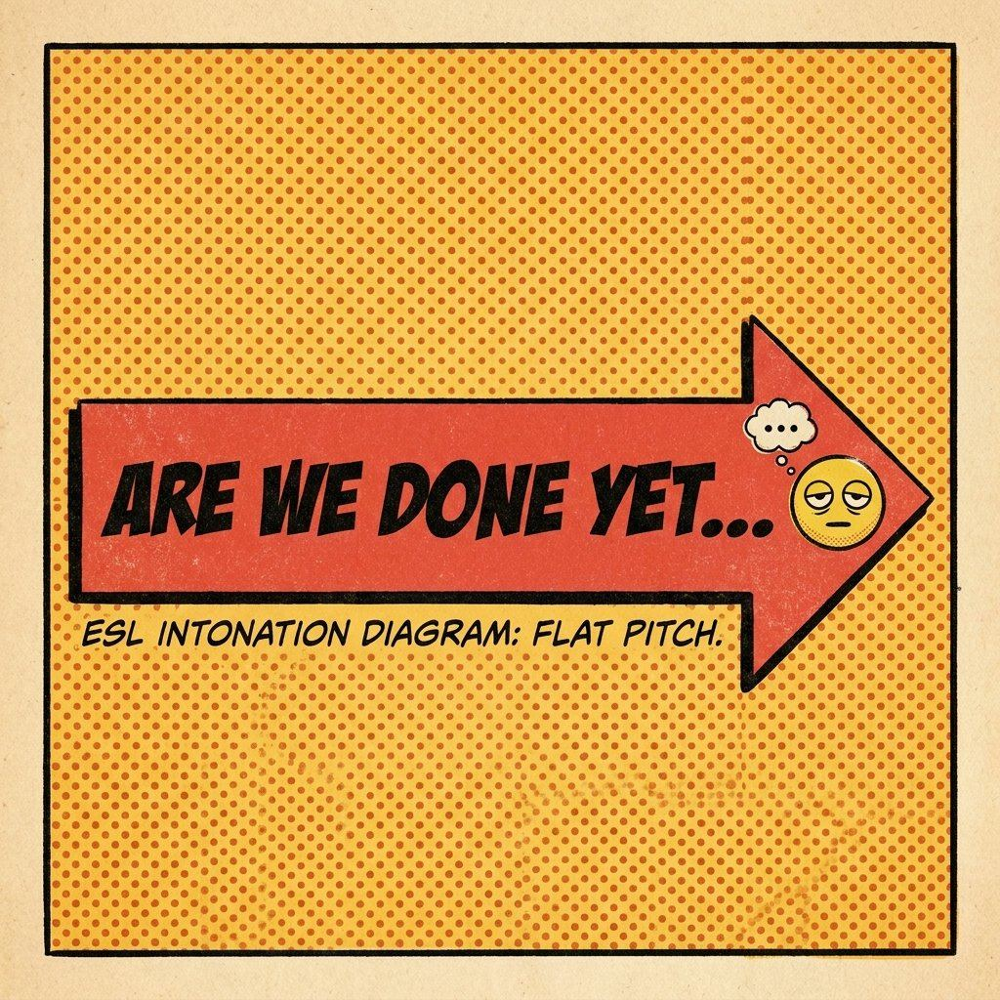 ARE WE DONE YET...
...
ESL INTONATION DIAGRAM: FLAT PITCH.